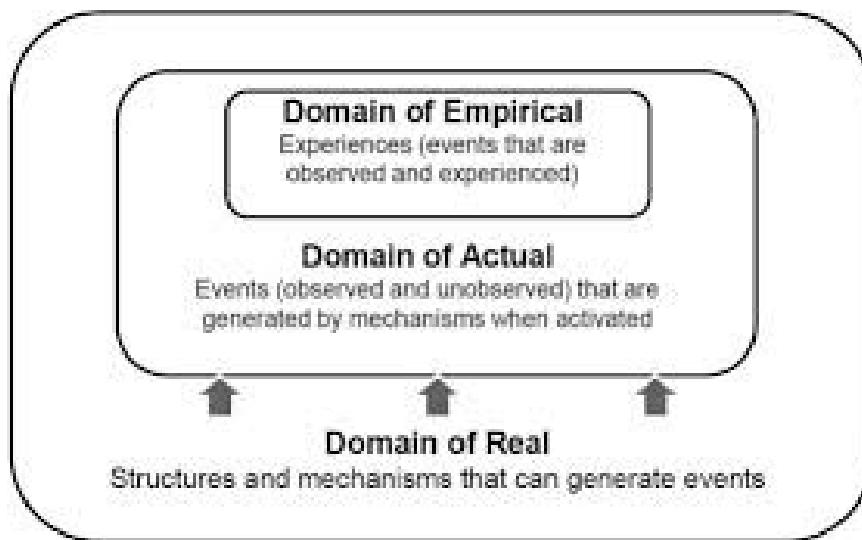 Domain of Empirical
Experiences (events that are
observed and experienced)
Domain of Actual
Events (observed and unobserved) that are
generated by mechanisms when activated
Domain of Real
Structures and mechanisms that can generate events